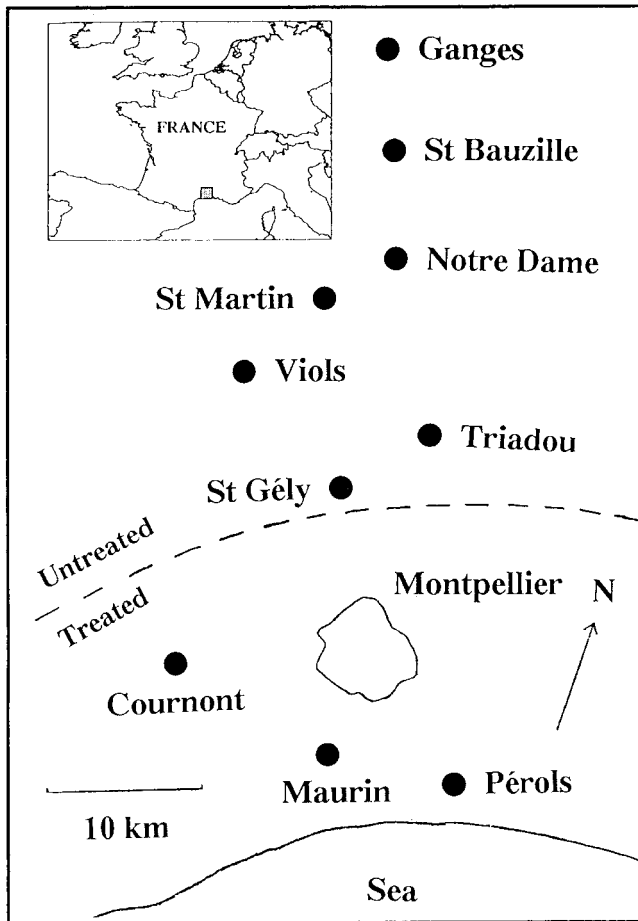 Ganges
FRANCE
St Bauzille
Notre Dame
St Martin
Viols
Triadou
St Gély
Untreated
Treated
Montpellier
N
Cournont
Maurin
Pérols
10 km
Sea